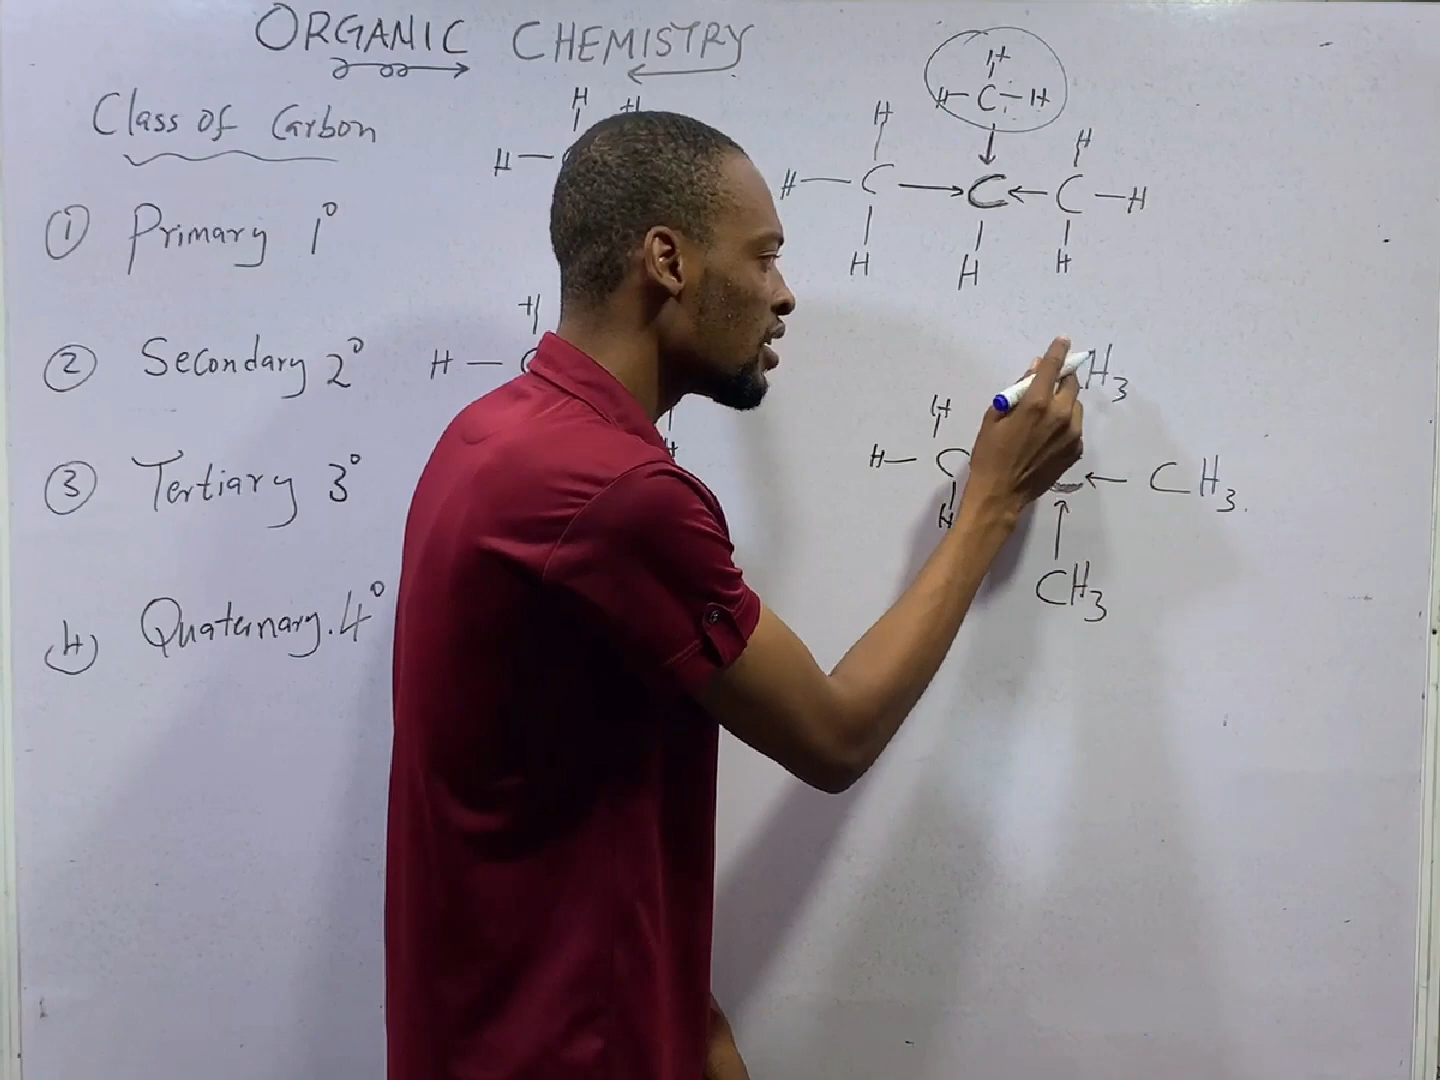 ORGANIC CHEMISTRY
Class of Carbon
① Primary 1°
② Secondary 2°
③ Tertiary 3°
④ Quaternary. 4°
H
H
H —
H
H — C — H
H H
H — C → C ← C — H
H H H
H
H —
H
H3
H
H — C
H
← CH3.
CH3